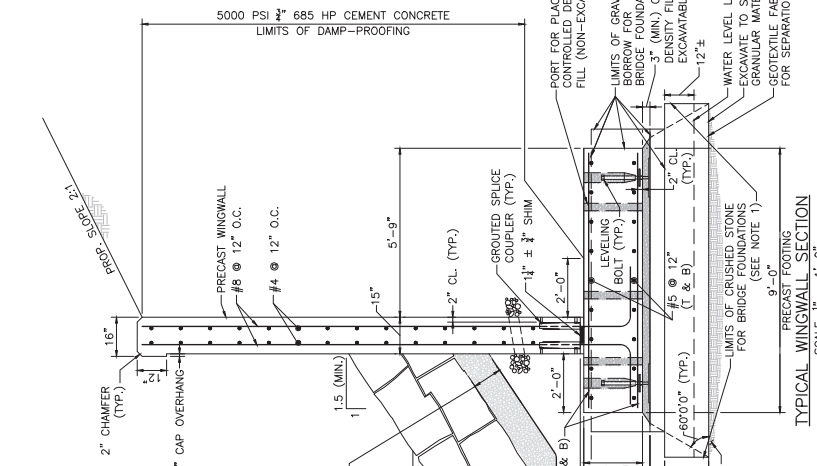 5000 PSI ¾" 685 HP CEMENT CONCRETE
LIMITS OF DAMP-PROOFING
PROP. SLOPE 2:1
PRECAST WINGWALL
#8 @ 12" O.C.
#4 @ 12" O.C.
5'-9"
2" CL. (TYP.)
GROUTED SPLICE
COUPLER (TYP.)
1¼" ± ¾" SHIM
PORT FOR PLAC
CONTROLLED DE
FILL (NON-EXCA
LIMITS OF GRAV
BORROW FOR
BRIDGE FOUNDA
3" (MIN.) C
DENSITY FIL
EXCAVATABL
12"±
WATER LEVEL L
EXCAVATE TO S
GRANULAR MATE
GEOTEXTILE FAB
FOR SEPARATION
16"
12"
15"
2" CHAMFER
(TYP.)
" CAP OVERHANG
1.5 (MIN.)
1
2'-0"
2'-0"
LEVELING
BOLT (TYP.)
2" CL.
(TYP.)
#5 @ 12"
(T & B)
& B)
60°0'0" (TYP.)
LIMITS OF CRUSHED STONE
FOR BRIDGE FOUNDATIONS
(SEE NOTE 1)
9'-0"
PRECAST FOOTING
TYPICAL WINGWALL SECTION